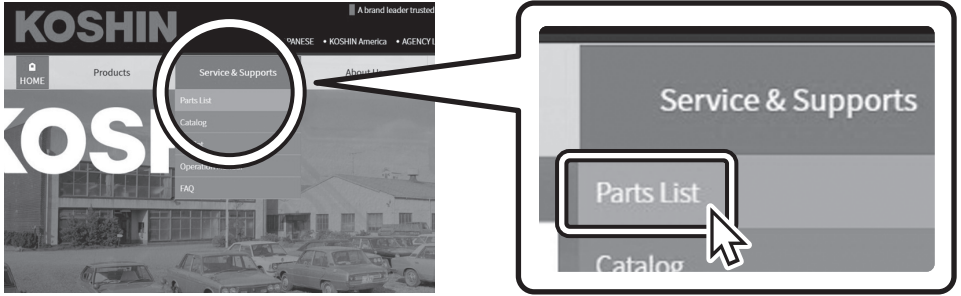 KOSHIN
A brand leader trusted
PANESE • KOSHIN America • AGENCY L
HOME
Products
Service & Supports
About U
Parts List
Catalog
Operation
FAQ
KOSH
Service & Supports
Parts List
Catalog